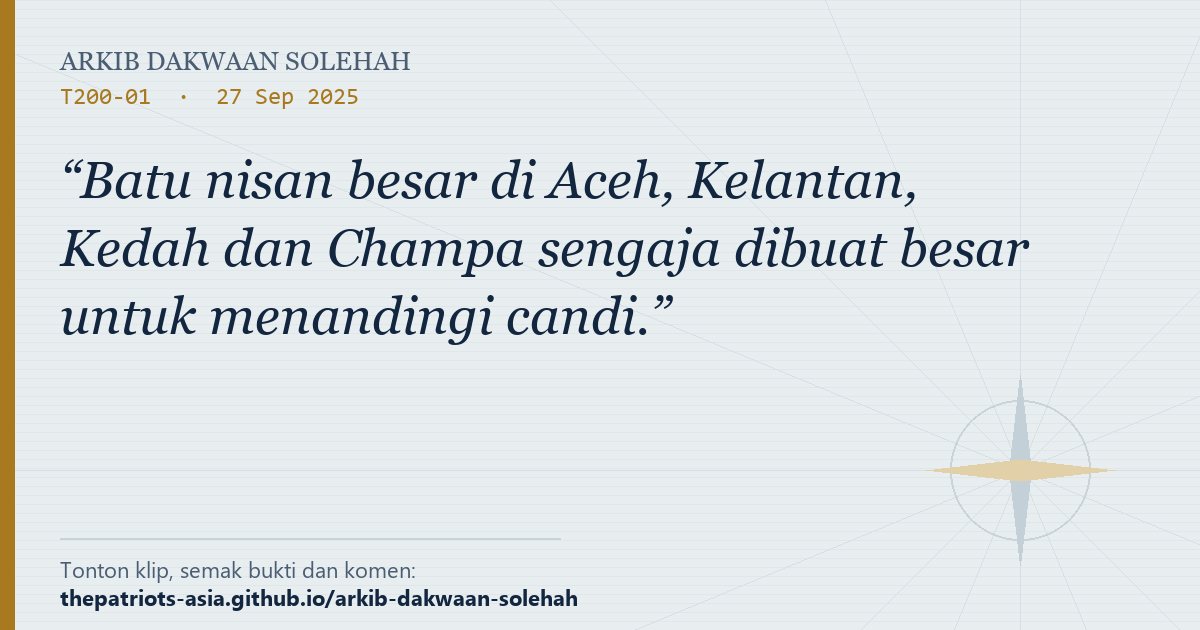 ARKIB DAKWAAN SOLEHAH
T200-01 · 27 Sep 2025
“Batu nisan besar di Aceh, Kelantan,
Kedah dan Champa sengaja dibuat besar
untuk menandingi candi.”
Tonton klip, semak bukti dan komen:
thepatriots-asia.github.io/arkib-dakwaan-solehah